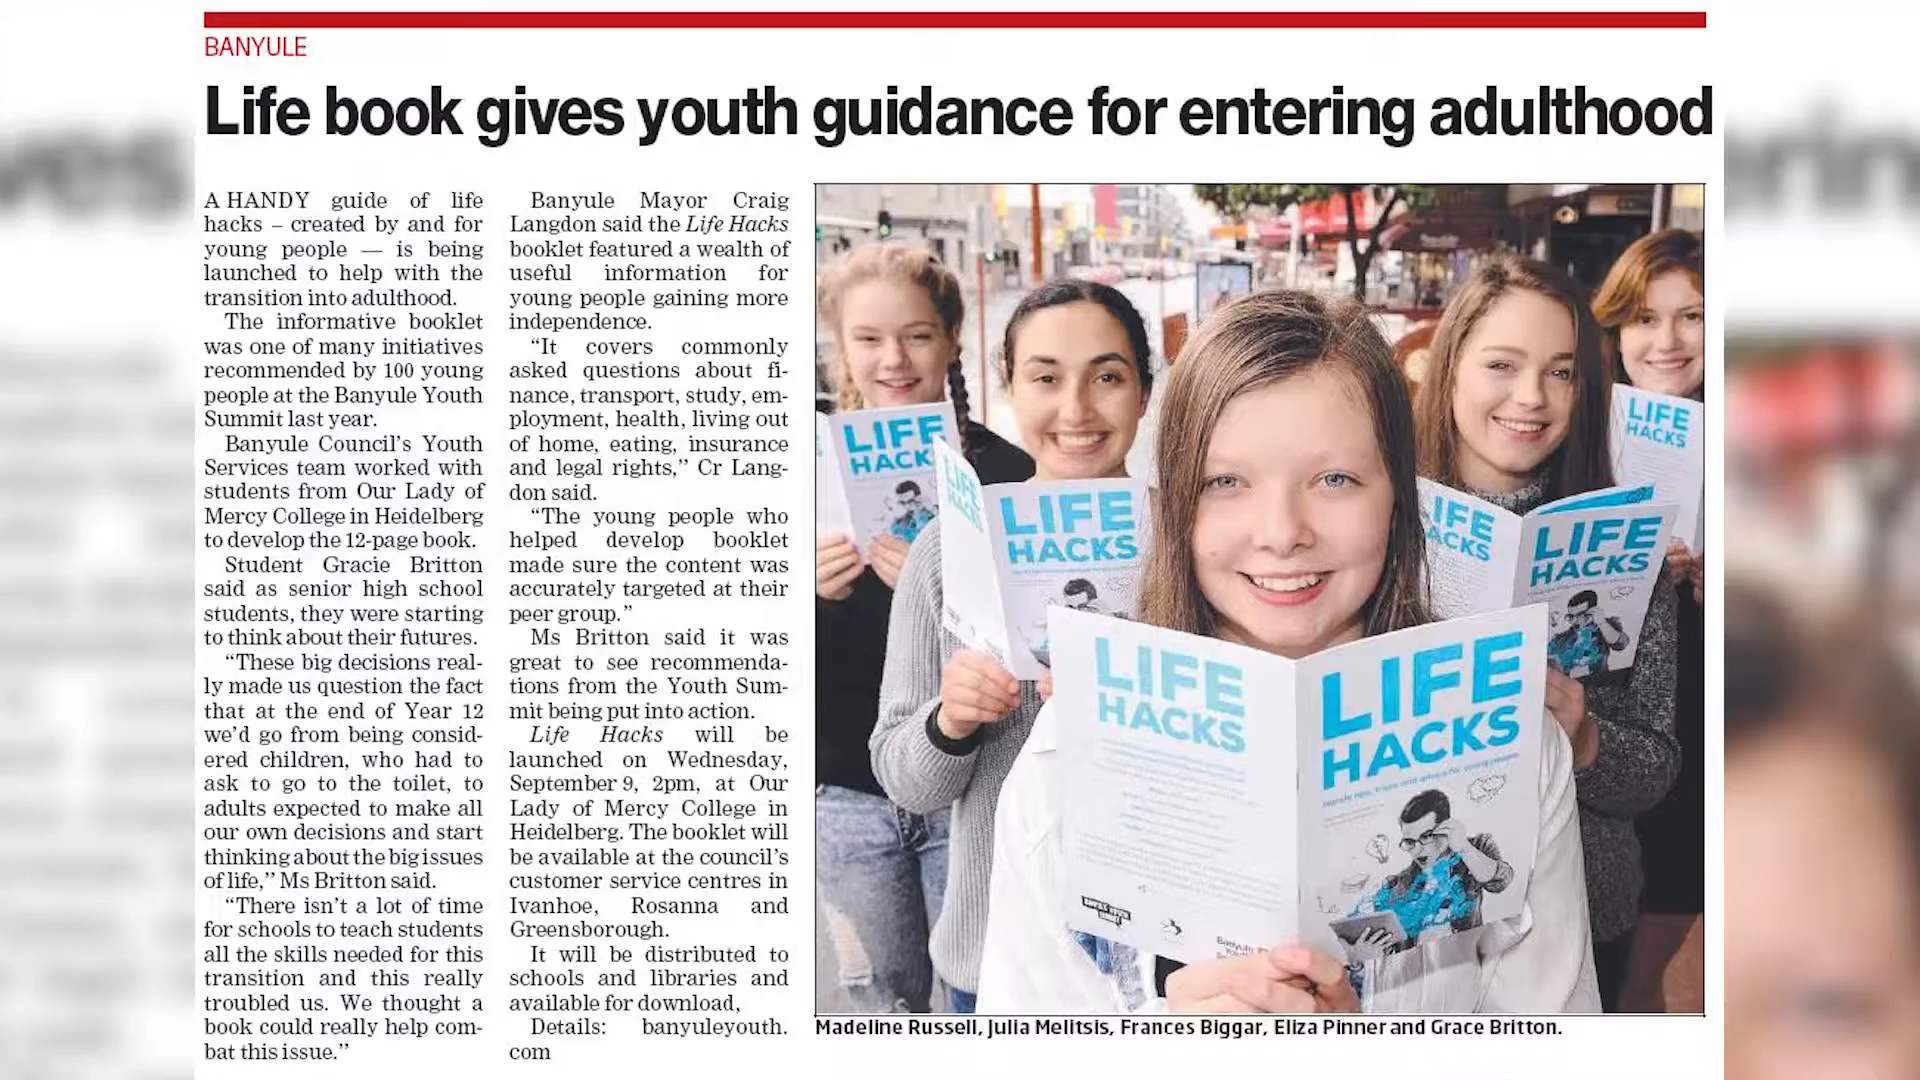 BANYULE
Life book gives youth guidance for entering adulthood
A HANDY guide of life
hacks – created by and for
young people — is being
launched to help with the
transition into adulthood.
The informative booklet
was one of many initiatives
recommended by 100 young
people at the Banyule Youth
Summit last year.
Banyule Council’s Youth
Services team worked with
students from Our Lady of
Mercy College in Heidelberg
to develop the 12-page book.
Student Gracie Britton
said as senior high school
students, they were starting
to think about their futures.
“These big decisions real-
ly made us question the fact
that at the end of Year 12
we’d go from being consid-
ered children, who had to
ask to go to the toilet, to
adults expected to make all
our own decisions and start
thinking about the big issues
of life,” Ms Britton said.
“There isn’t a lot of time
for schools to teach students
all the skills needed for this
transition and this really
troubled us. We thought a
book could really help com-
bat this issue.”
Banyule Mayor Craig
Langdon said the Life Hacks
booklet featured a wealth of
useful information for
young people gaining more
independence.
“It covers commonly
asked questions about fi-
nance, transport, study, em-
ployment, health, living out
of home, eating, insurance
and legal rights,” Cr Lang-
don said.
“The young people who
helped develop booklet
made sure the content was
accurately targeted at their
peer group.”
Ms Britton said it was
great to see recommenda-
tions from the Youth Sum-
mit being put into action.
Life Hacks will be
launched on Wednesday,
September 9, 2pm, at Our
Lady of Mercy College in
Heidelberg. The booklet will
be available at the council’s
customer service centres in
Ivanhoe, Rosanna and
Greensborough.
It will be distributed to
schools and libraries and
available for download,
Details: banyuleyouth.
com
LIFE
HACK
LIFE
HACKS
LIFE
HACKS
IFE
ACKS
LIFE
HACKS
LIFE
HACKS
LIFE
HACKS
LIFE
HACKS
Madeline Russell, Julia Melitsis, Frances Biggar, Eliza Pinner and Grace Britton.